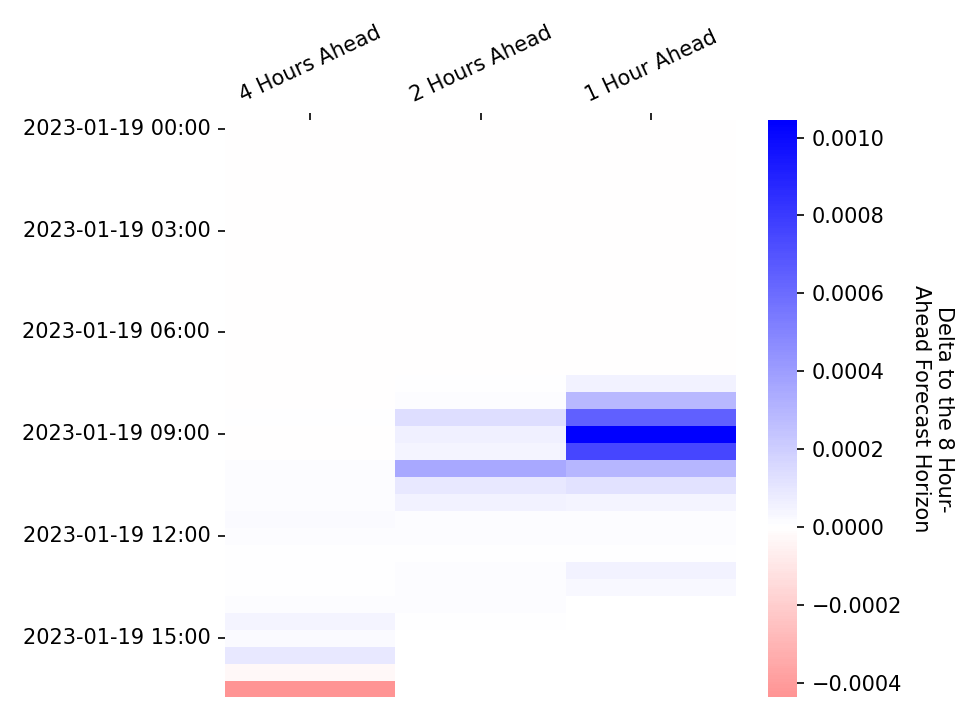 4 Hours Ahead
2 Hours Ahead
1 Hour Ahead
2023-01-19 00:00
2023-01-19 03:00
2023-01-19 06:00
2023-01-19 09:00
2023-01-19 12:00
2023-01-19 15:00
0.0010
0.0008
0.0006
0.0004
0.0002
0.0000
−0.0002
−0.0004
Delta to the 8 Hour-
Ahead Forecast Horizon